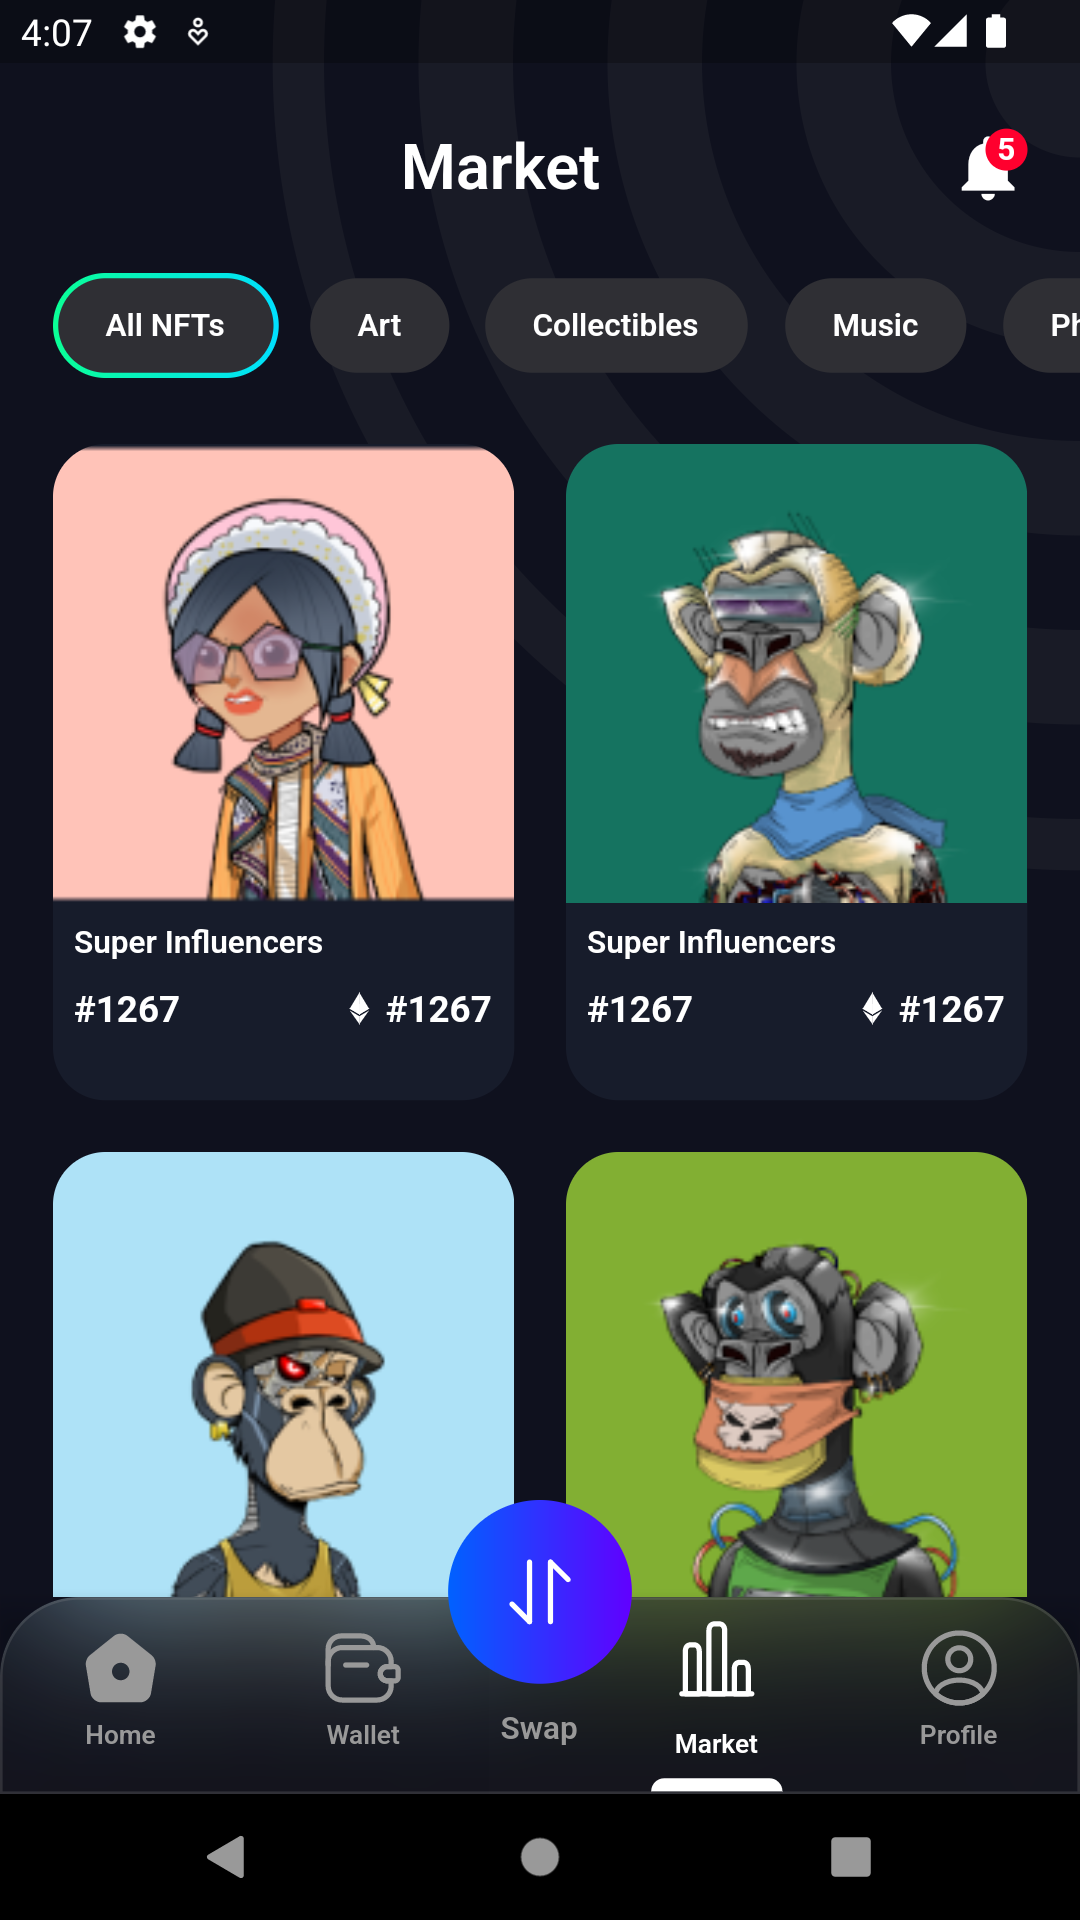 4:07
Market
5
All NFTs
Art
Collectibles
Music
Ph
Super Influencers
#1267
#1267
Super Influencers
#1267
#1267
Home
Wallet
Swap
Market
Profile